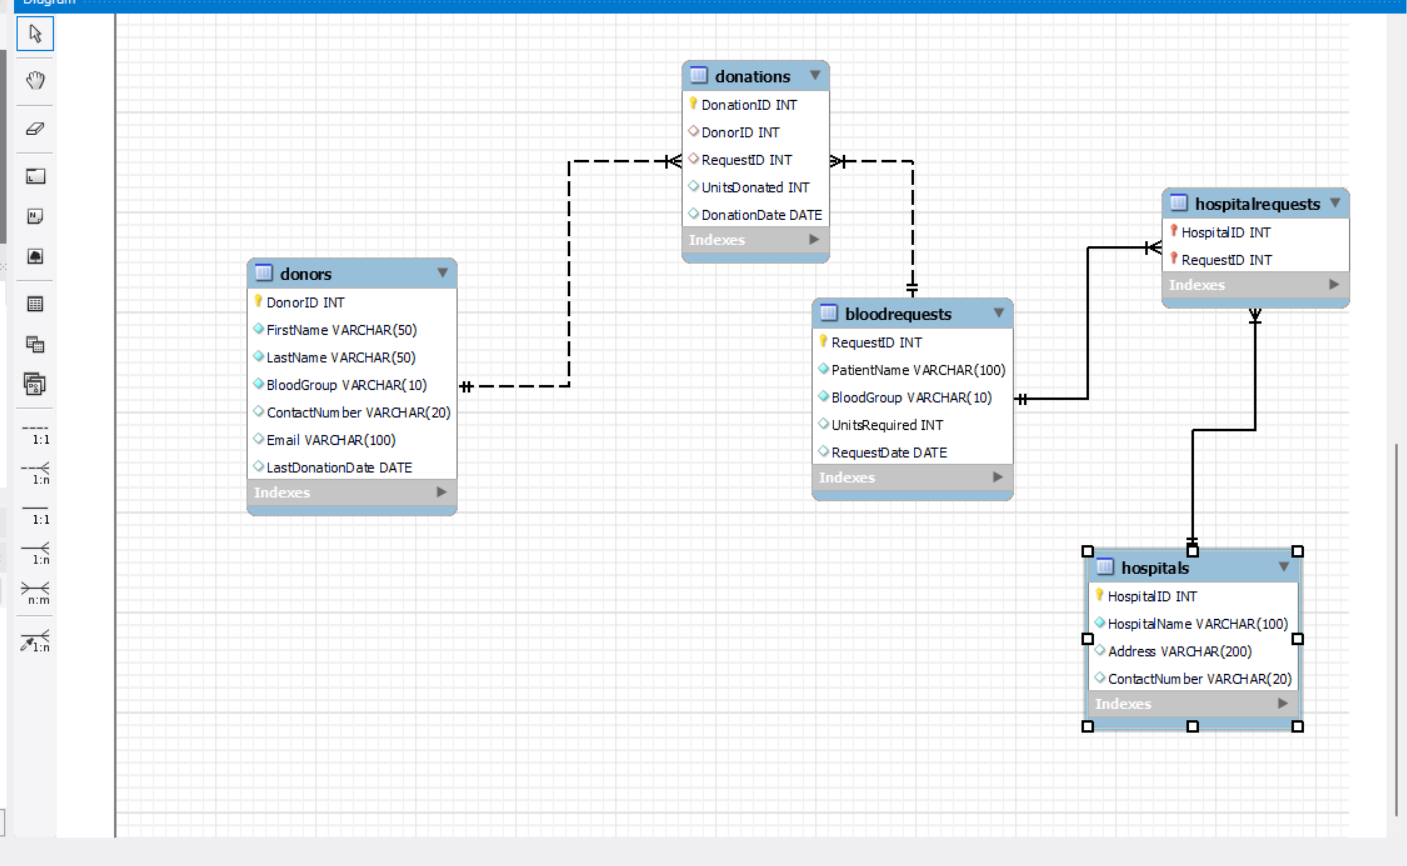 Diagram
1:1
1:n
1:1
1:n
n:m
1:n
donations
DonationID INT
DonorID INT
RequestID INT
UnitsDonated INT
DonationDate DATE
Indexes
donors
DonorID INT
FirstName VARCHAR(50)
LastName VARCHAR(50)
BloodGroup VARCHAR(10)
ContactNumber VARCHAR(20)
Email VARCHAR(100)
LastDonationDate DATE
Indexes
bloodrequests
RequestID INT
PatientName VARCHAR(100)
BloodGroup VARCHAR(10)
UnitsRequired INT
RequestDate DATE
Indexes
hospitalrequests
HospitalID INT
RequestID INT
Indexes
hospitals
HospitalID INT
HospitalName VARCHAR(100)
Address VARCHAR(200)
ContactNumber VARCHAR(20)
Indexes